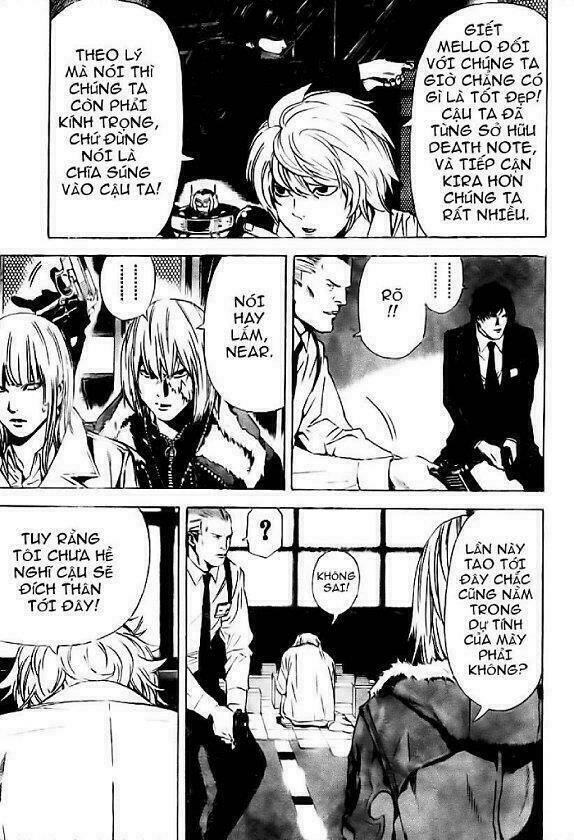 GIẾT
MELLO ĐỐI
VỚI CHÚNG TA
GIỜ CHẲNG CÓ
GÌ LÀ TỐT ĐẸP!
CẬU TA ĐÃ
TỪNG SỞ HỮU
DEATH NOTE,
VÀ TIẾP CẬN
KIRA HƠN
CHÚNG TA
RẤT NHIỀU.
THEO LÝ
MÀ NÓI THÌ
CHÚNG TA
CÒN PHẢI
KÍNH TRỌNG,
CHỨ ĐỪNG
NÓI LÀ
CHĨA SÚNG
VÀO CẬU TA!
......
RÕ
!!
NÓI
HAY
LẮM,
NEAR.
......
......
LẦN NÀY
TAO TỚI
ĐÂY CHẮC
CŨNG NẰM
TRONG
DỰ TÍNH
CỦA MÀY
PHẢI
KHÔNG?
KHÔNG
SAI!
?
TUY RẰNG
TÔI CHƯA HỀ
NGHĨ CẬU SẼ
ĐÍCH THÂN
TỚI ĐÂY!